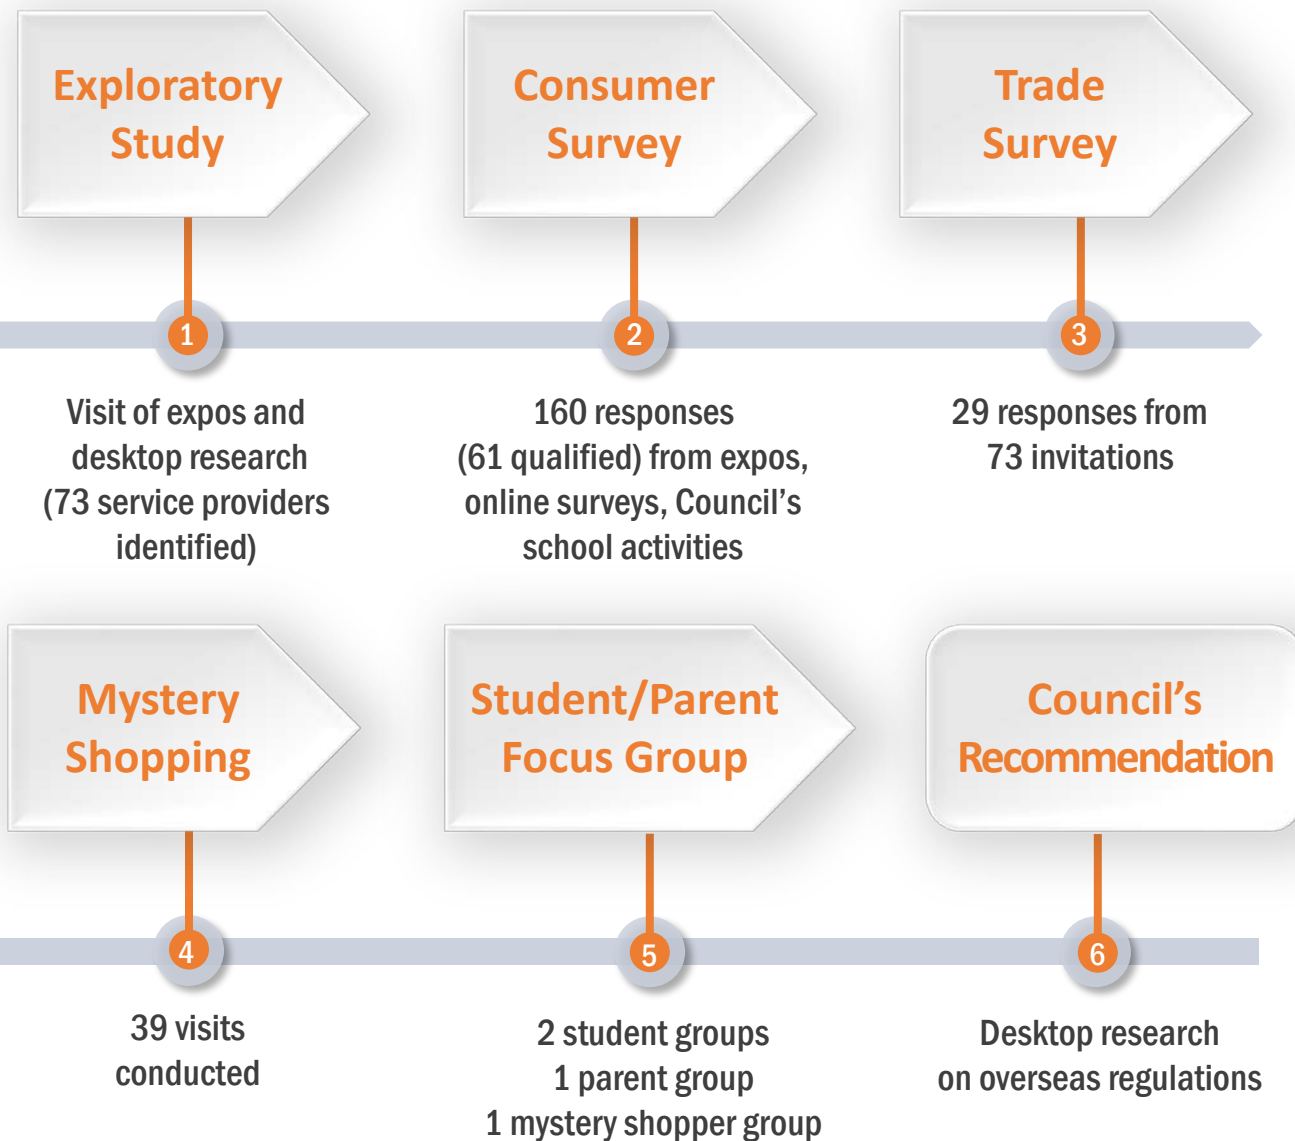 Exploratory
Study
Consumer
Survey
Trade
Survey
1
2
3
Visit of expos and
desktop research
(73 service providers
identified)
160 responses
(61 qualified) from expos,
online surveys, Council’s
school activities
29 responses from
73 invitations
Mystery
Shopping
Student/Parent
Focus Group
Council’s
Recommendation
4
5
6
39 visits
conducted
2 student groups
1 parent group
1 mystery shopper group
Desktop research
on overseas regulations